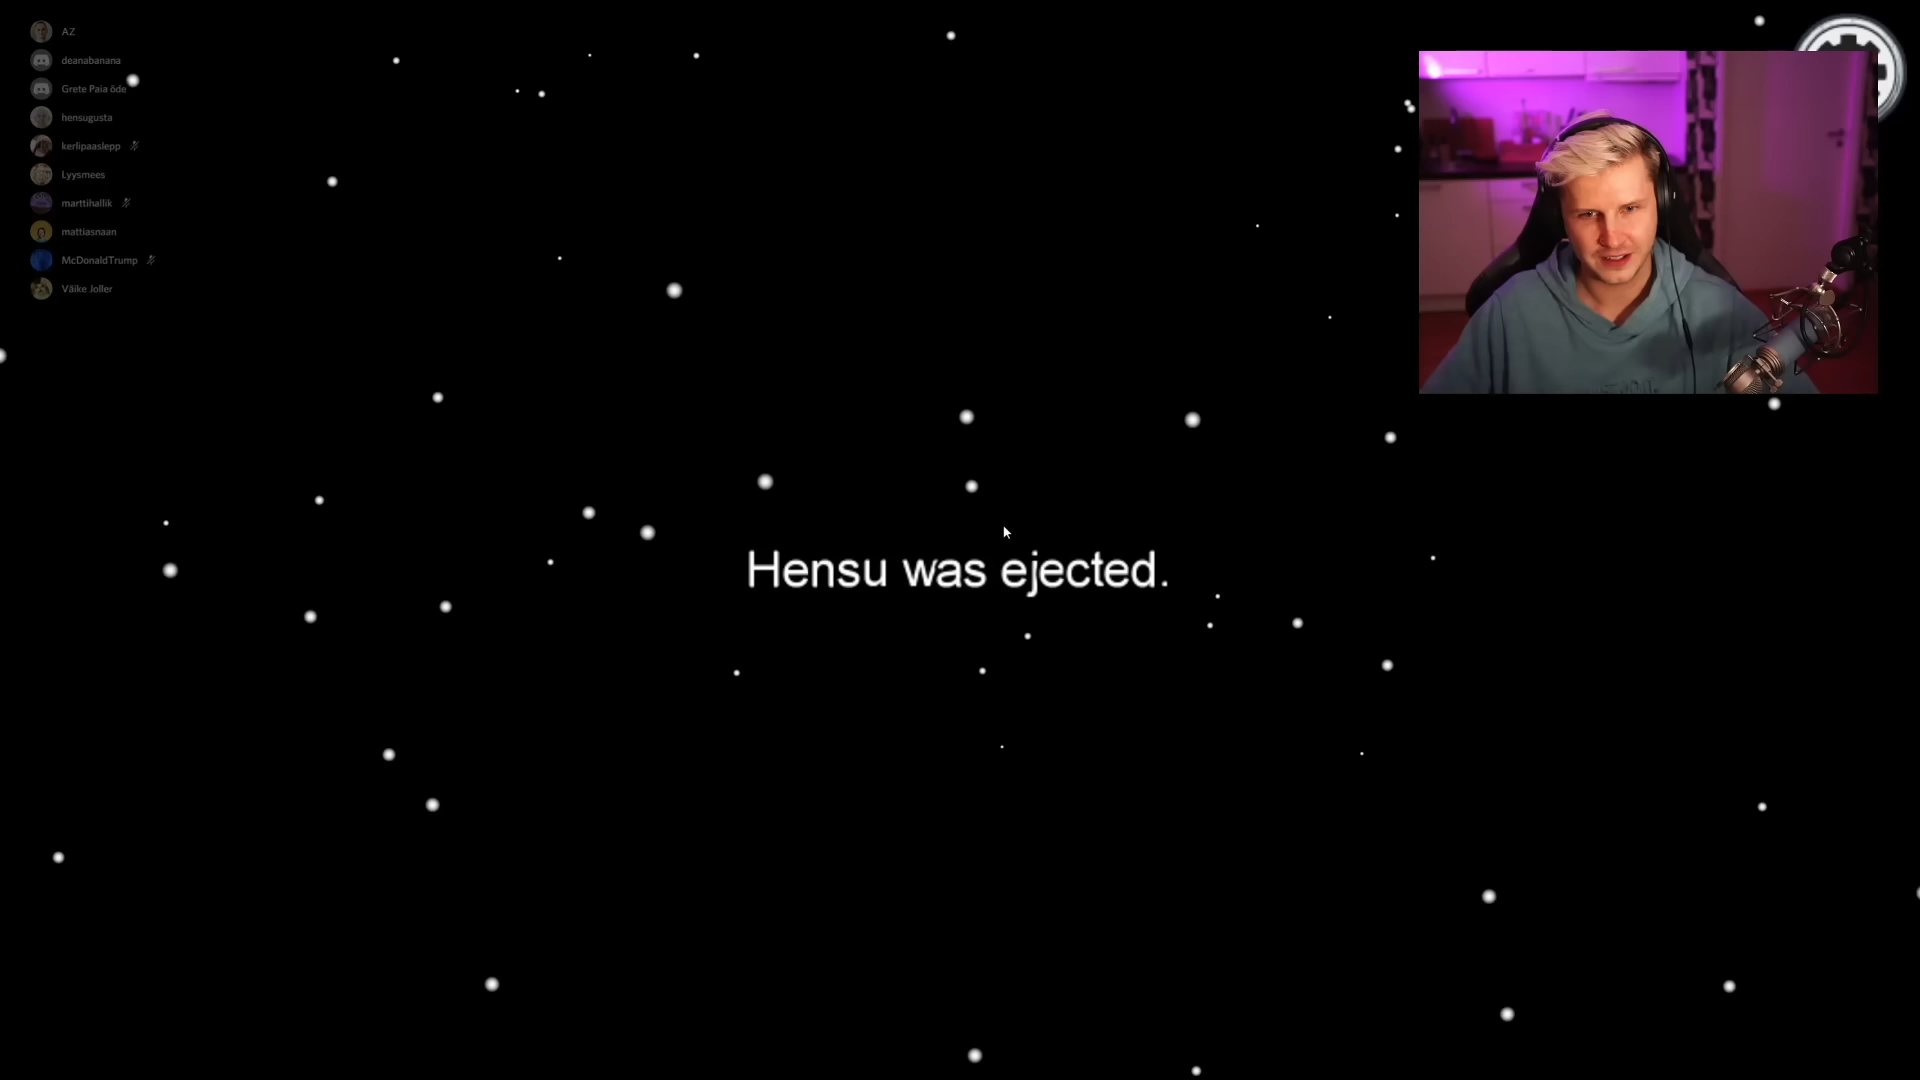 AZ
deanabanana
Grete Paia õde
hensugusta
kerlipaaslepp
Lyysmees
marttihallik
mattiasnaan
McDonaldTrump
Väike Joller
Hensu was ejected.